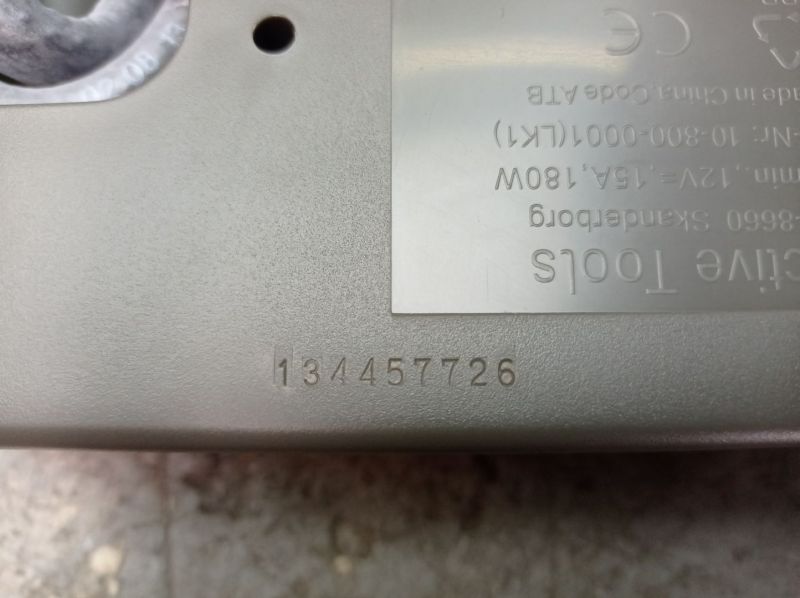 ctive Tools
-8660 Skanderborg
min., 12V=, 15A, 180W
-Nr: 10-800-0001(LK1)
ade in China, Code ATB
CE
134457726